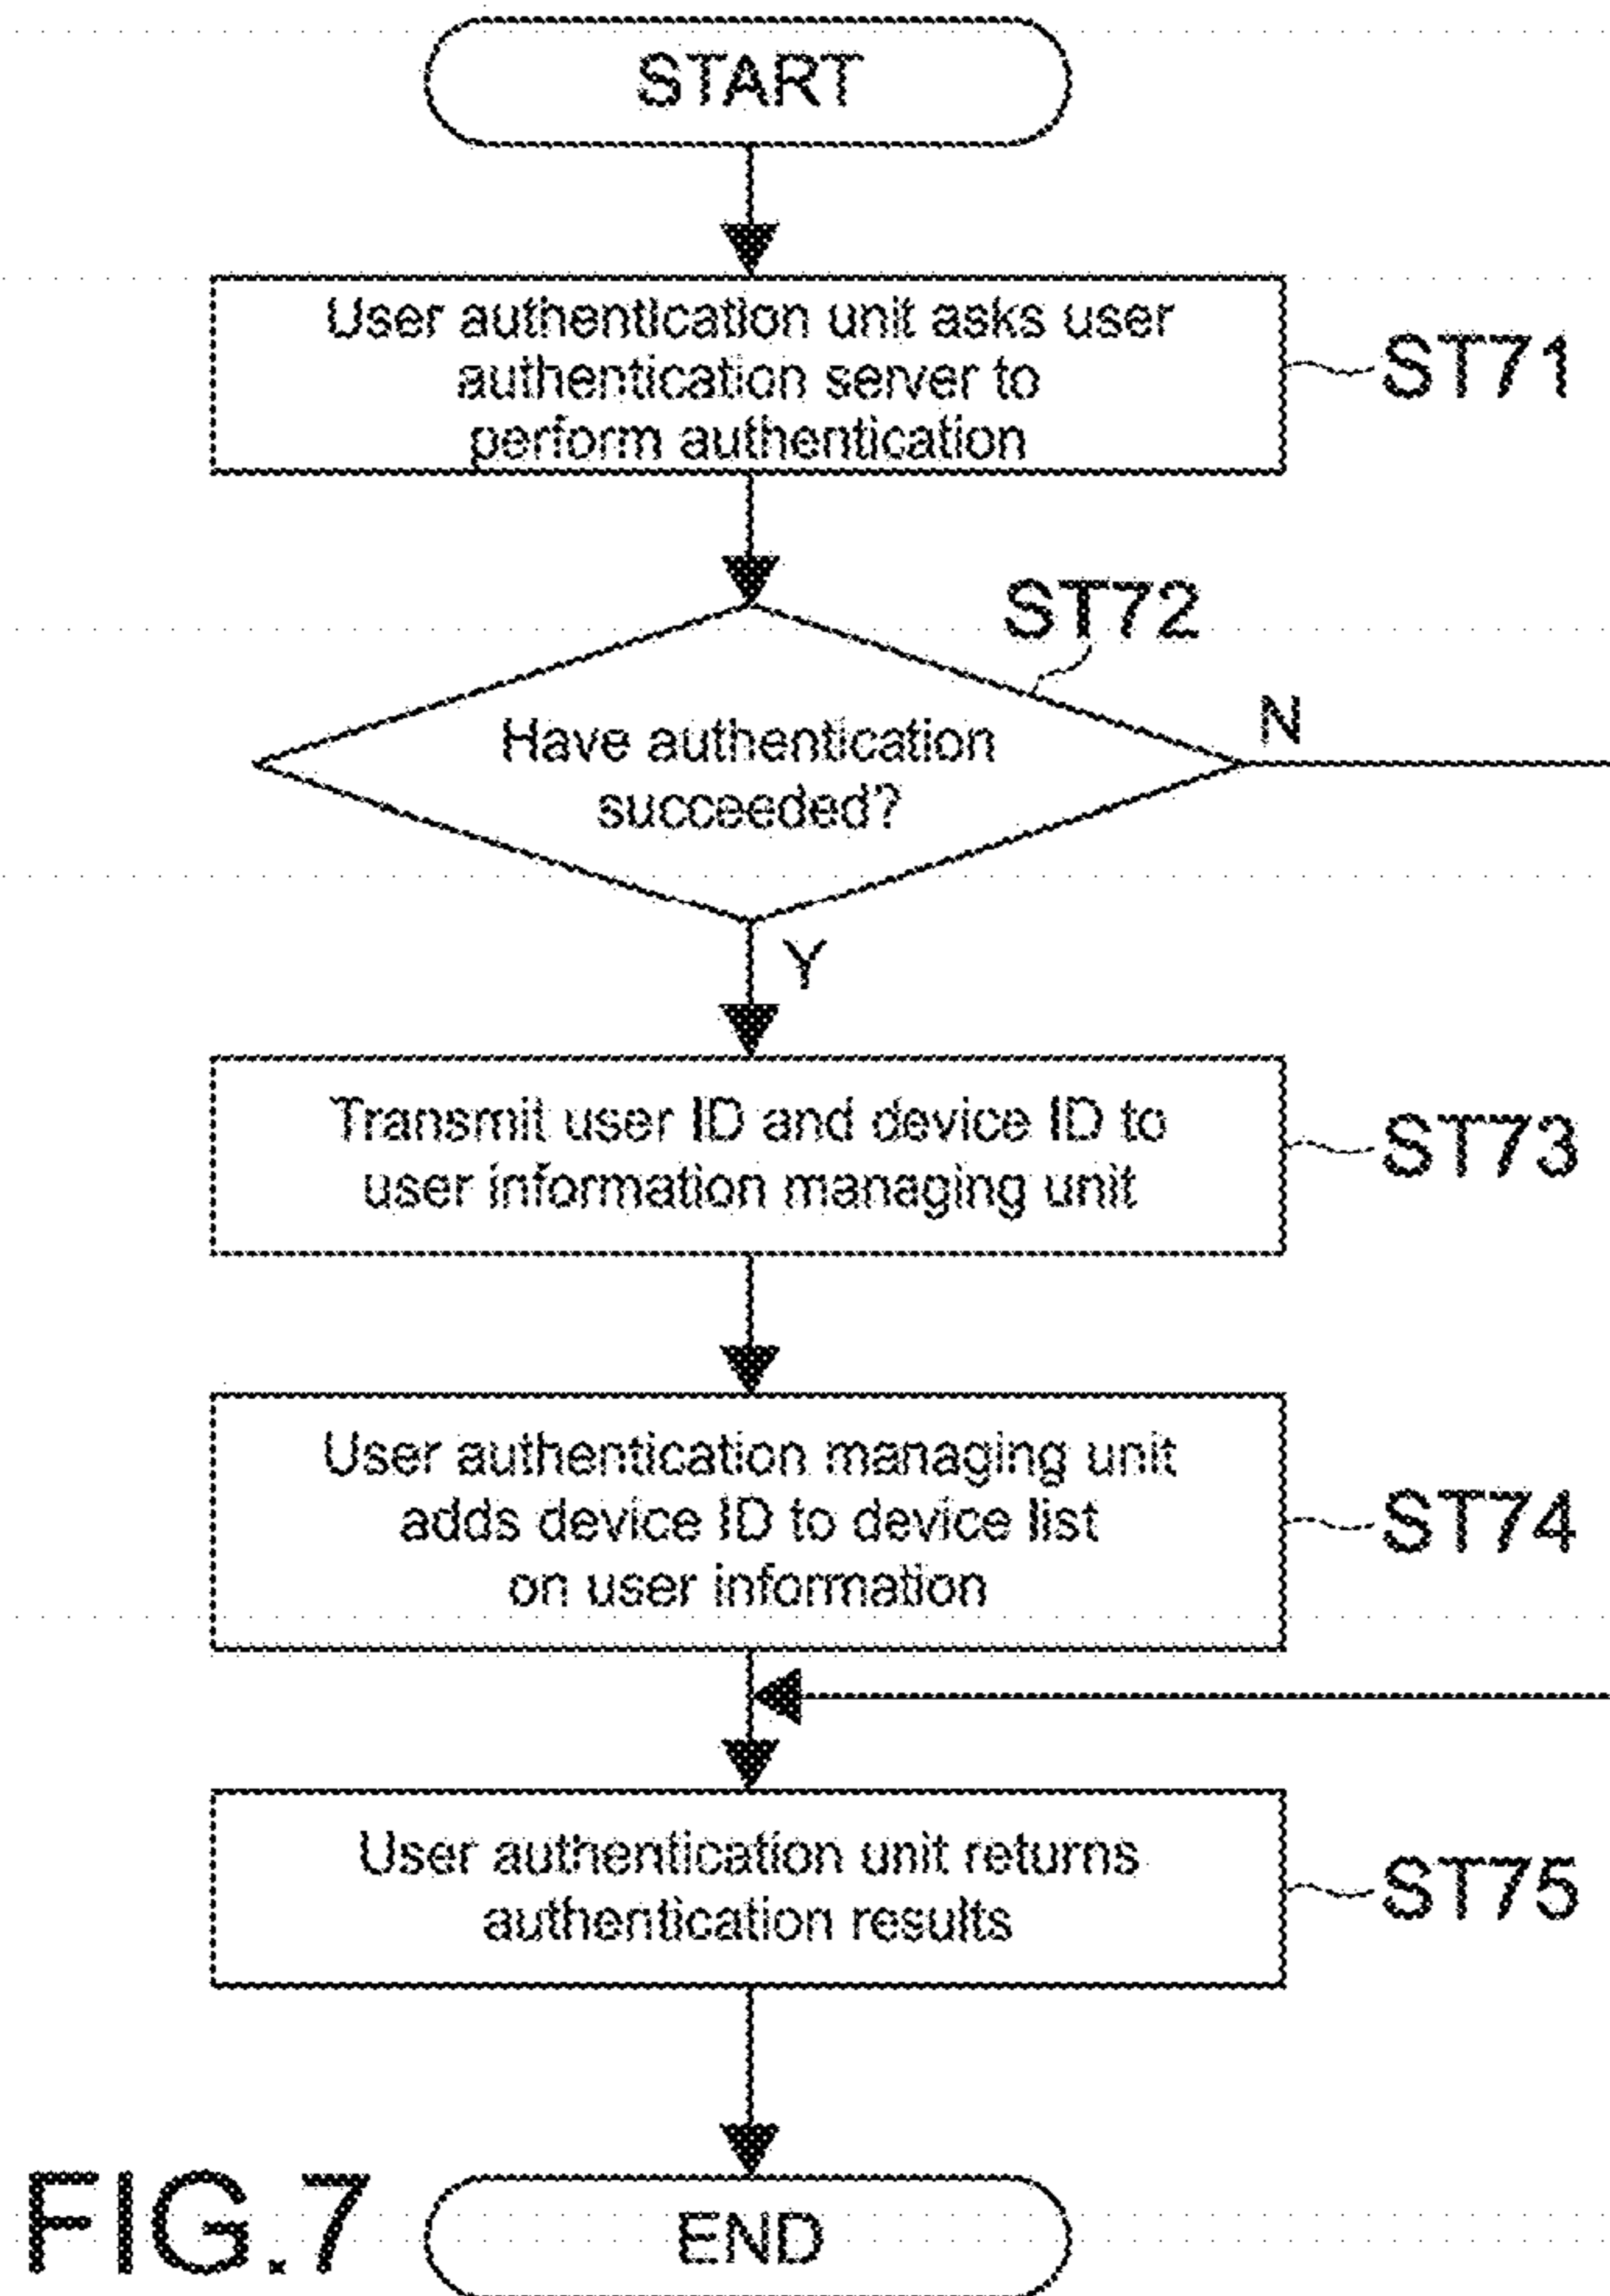 START
User authentication unit asks user
authentication server to
perform authentication
ST71
ST72
Have authentication
succeeded?
N
Y
Transmit user ID and device ID to
user information managing unit
ST73
User authentication managing unit
adds device ID to device list
on user information
ST74
User authentication unit returns
authentication results
ST75
END
FIG.7